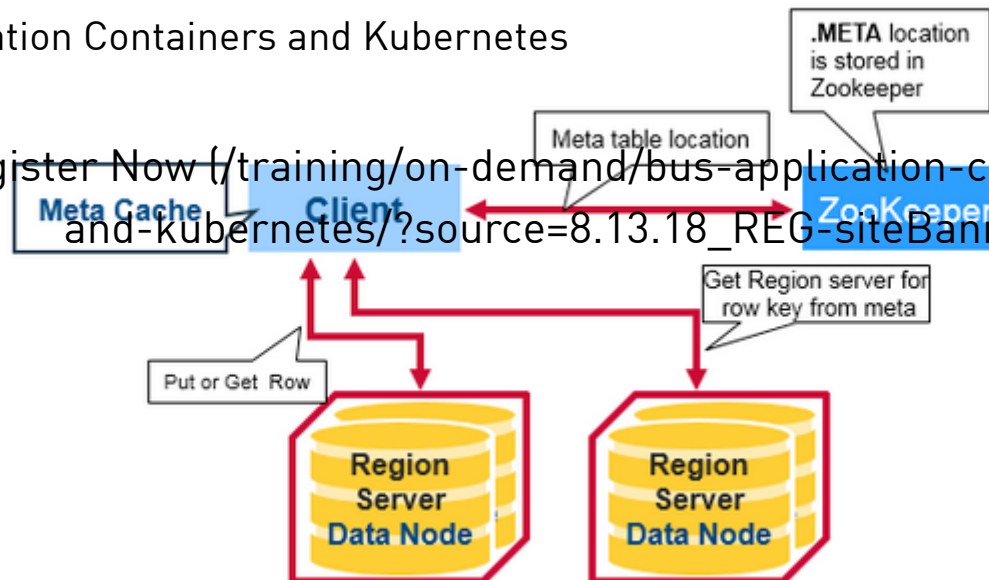 ation Containers and Kubernetes
.META location
is stored in
Zookeeper
Meta table location
gister Now (/training/on-demand/bus-application-c
Meta Cache
Client
ZooKeeper
and-kubernetes/?source=8.13.18_REG-siteBann
Get Region server for
row key from meta
Put or Get Row
Region
Server
Data Node
Region
Server
Data Node